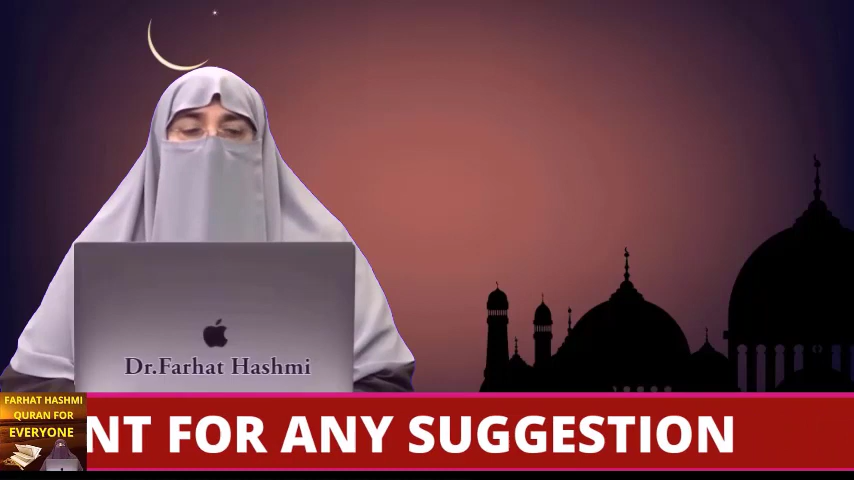 Dr.Farhat Hashmi
FARHAT HASHMI
QURAN FOR
EVERYONE
NT FOR ANY SUGGESTION